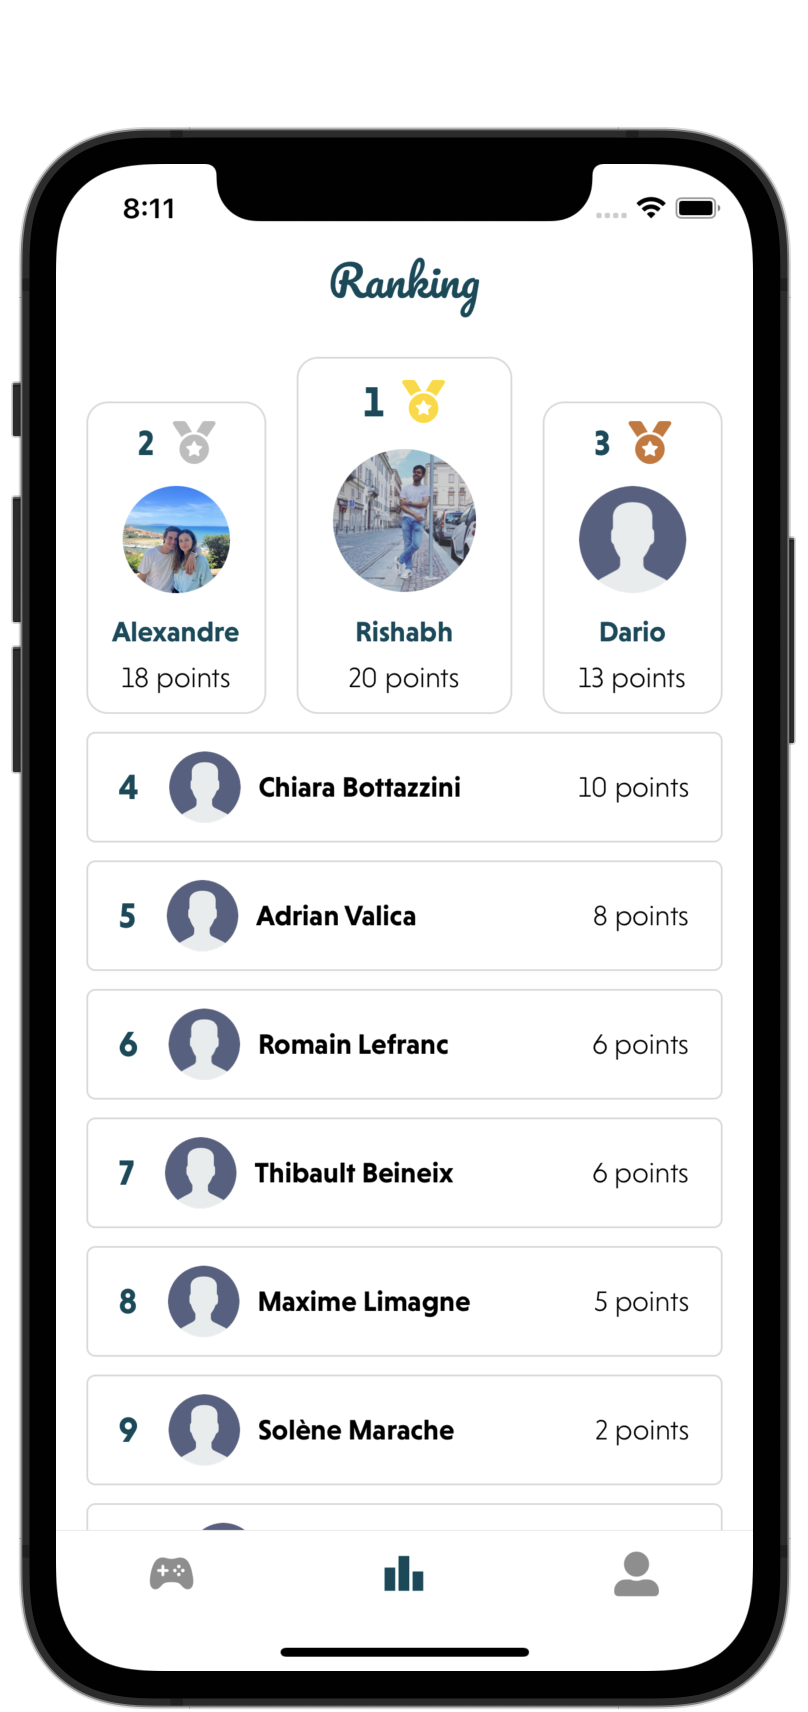 8:11
Ranking
1
2
3
Alexandre
Rishabh
Dario
18 points
20 points
13 points
4 Chiara Bottazzini 10 points
5 Adrian Valica 8 points
6 Romain Lefranc 6 points
7 Thibault Beineix 6 points
8 Maxime Limagne 5 points
9 Solène Marache 2 points